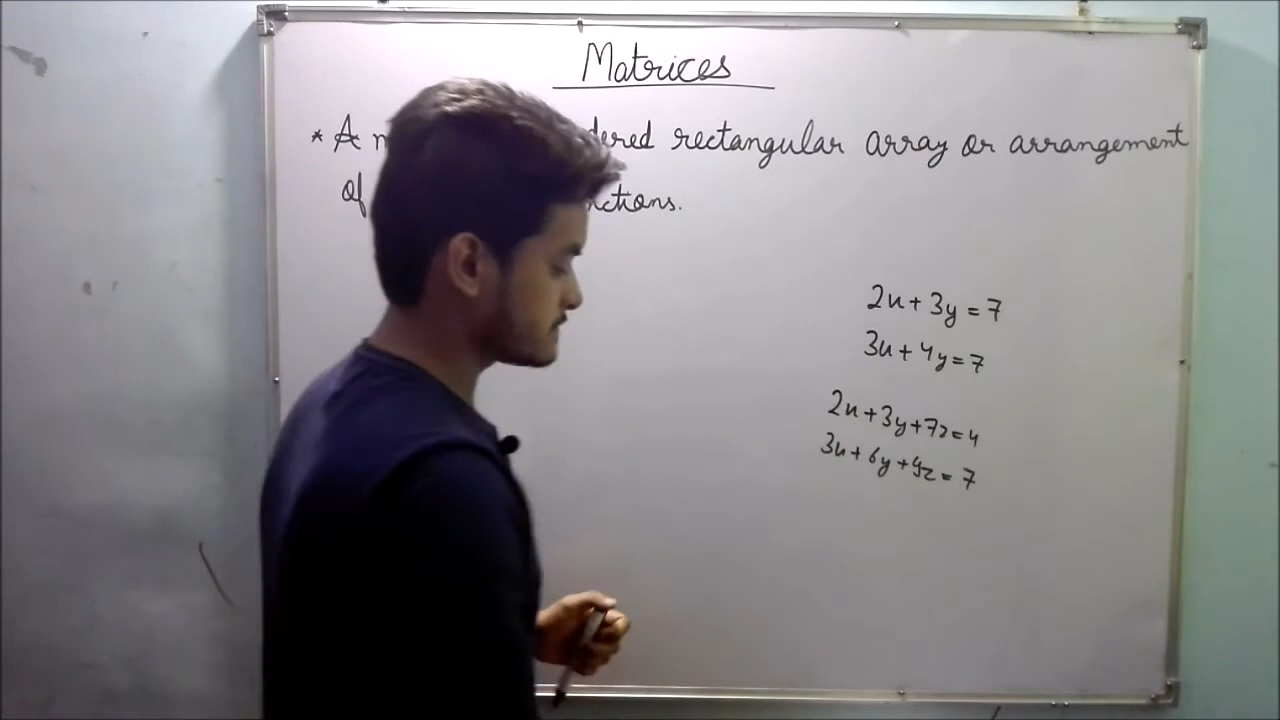 Matrices
* A dered rectangular array or arrangement
of nctions.
2x + 3y = 7
3x + 4y = 7
2x + 3y + 7z = 4
3x + 6y + 4z = 7